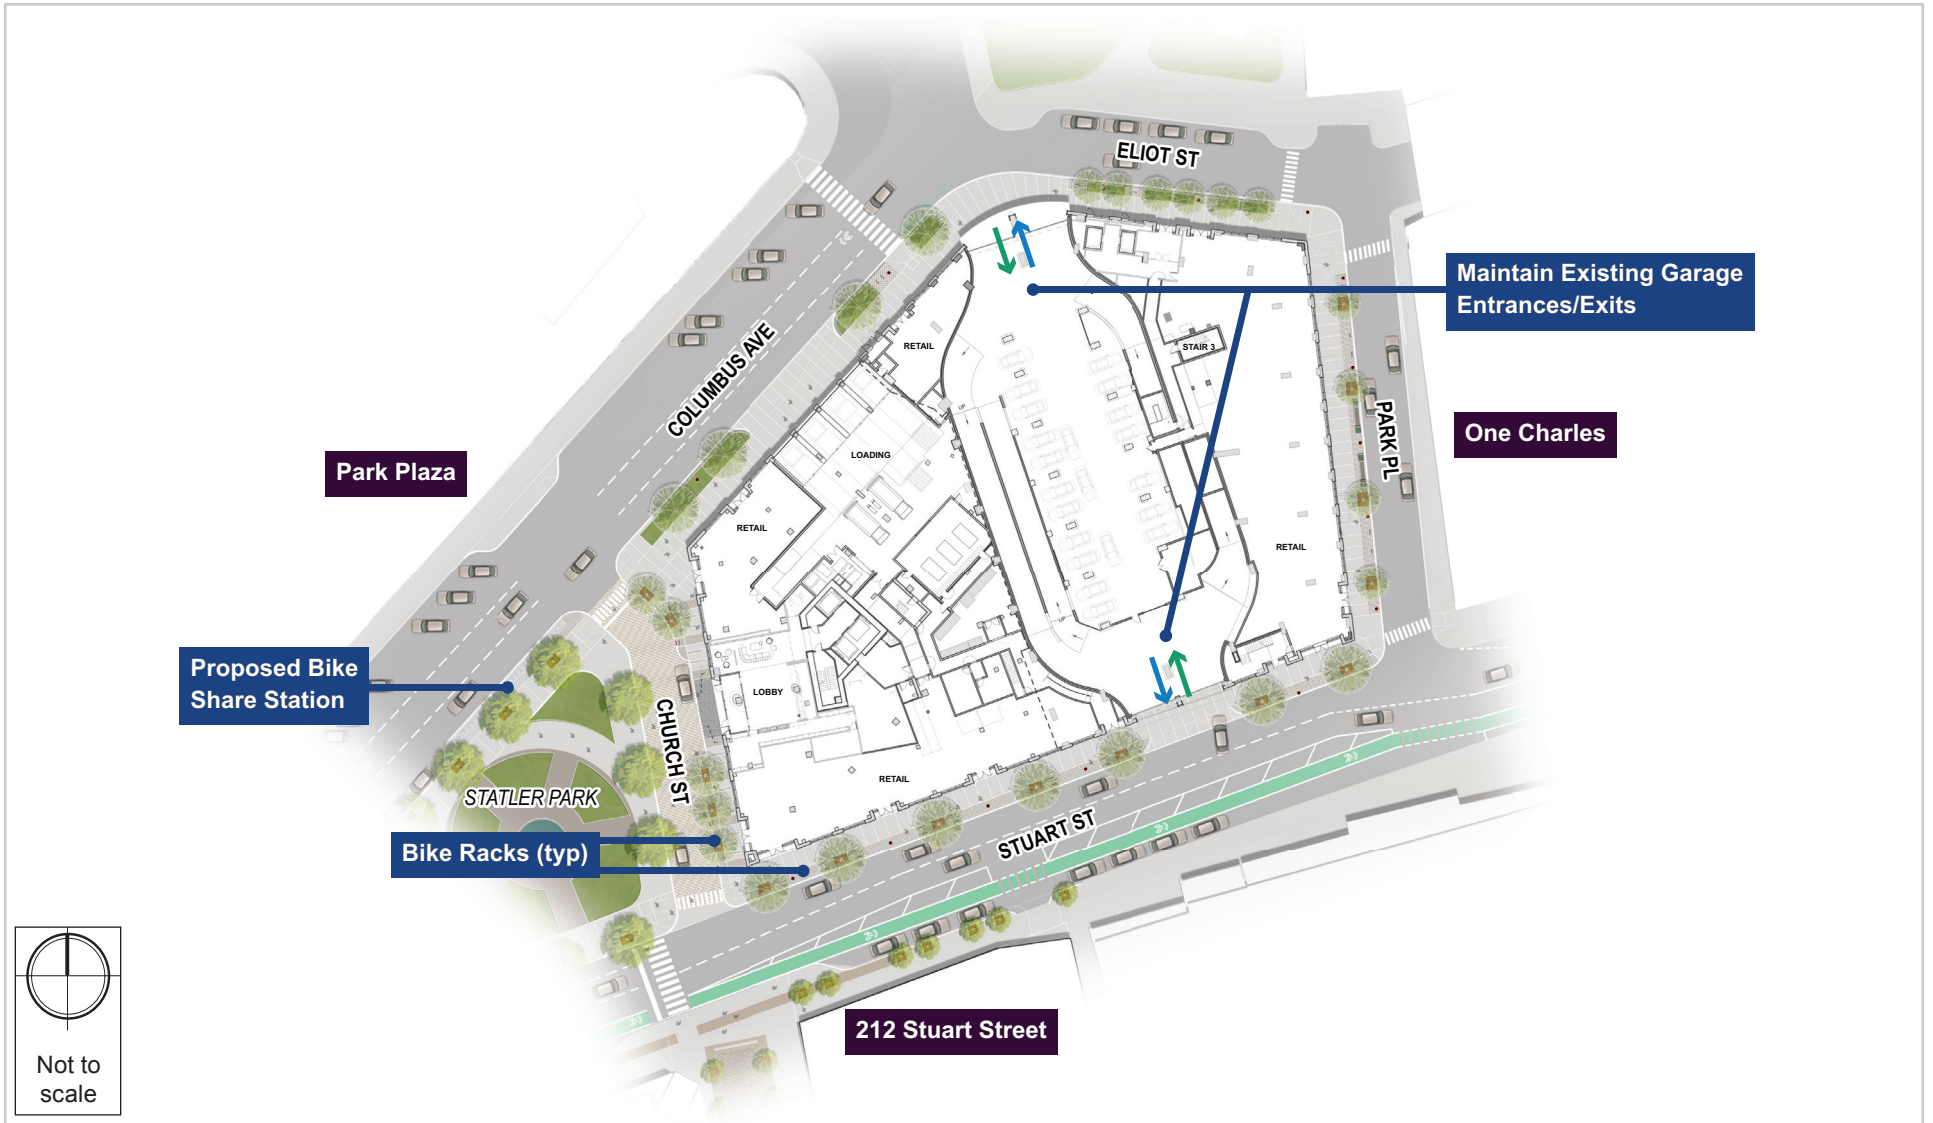 ELIOT ST
Maintain Existing Garage
Entrances/Exits
COLUMBUS AVE
RETAIL
STAIR 3
UP
PARK PL
One Charles
LOADING
Park Plaza
RETAIL
RETAIL
UP
Proposed Bike
Share Station
LOBBY
CHURCH ST
RETAIL
STATLER PARK
STUART ST
Bike Racks (typ)
212 Stuart Street
Not to
scale